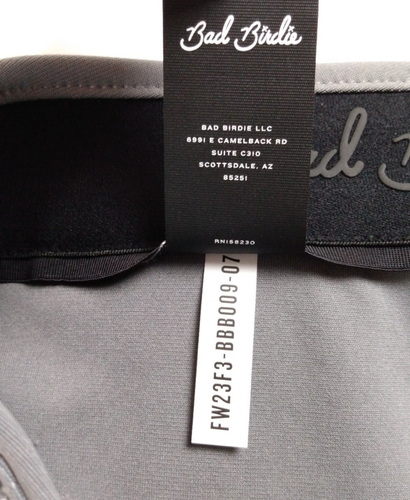 Bad Birdie
BAD BIRDIE LLC
6991 E CAMELBACK RD
SUITE C310
SCOTTSDALE, AZ
85251
RN158230
FW23F3-BBB009-07